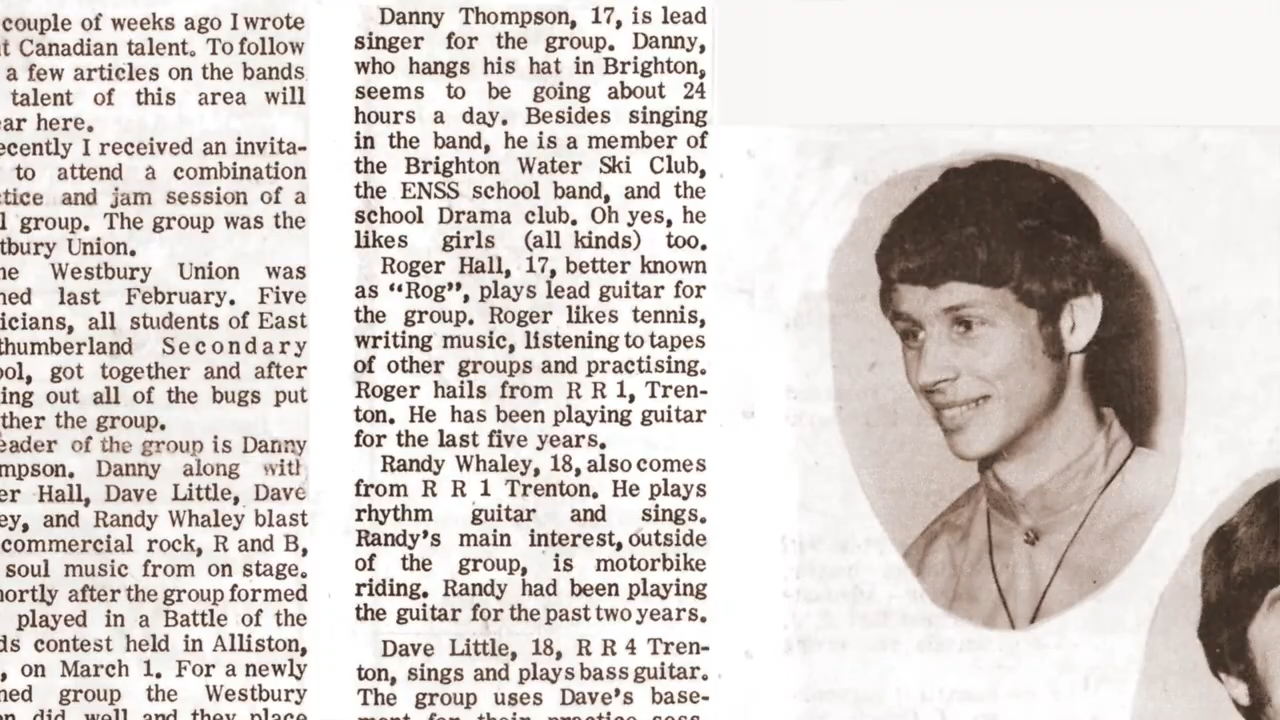 couple of weeks ago I wrote
Canadian talent. To follow
a few articles on the bands
talent of this area will
ear here.
ecently I received an invita-
to attend a combination
tice and jam session of a
l group. The group was the
tbury Union.
he Westbury Union was
ned last February. Five
icians, all students of East
thumberland Secondary
ool, got together and after
ing out all of the bugs put
ther the group.
eader of the group is Danny
mpson. Danny along with
er Hall, Dave Little, Dave
ey, and Randy Whaley blast
commercial rock, R and B,
soul music from on stage.
hortly after the group formed
played in a Battle of the
ds contest held in Alliston,
, on March 1. For a newly
ned group the Westbury
on did well and they place
Danny Thompson, 17, is lead
singer for the group. Danny,
who hangs his hat in Brighton,
seems to be going about 24
hours a day. Besides singing
in the band, he is a member of
the Brighton Water Ski Club,
the ENSS school band, and the
school Drama club. Oh yes, he
likes girls (all kinds) too.
Roger Hall, 17, better known
as "Rog", plays lead guitar for
the group. Roger likes tennis,
writing music, listening to tapes
of other groups and practising.
Roger hails from R R 1, Tren-
ton. He has been playing guitar
for the last five years.
Randy Whaley, 18, also comes
from R R 1 Trenton. He plays
rhythm guitar and sings.
Randy's main interest, outside
of the group, is motorbike
riding. Randy had been playing
the guitar for the past two years.
Dave Little, 18, R R 4 Tren-
ton, sings and plays bass guitar.
The group uses Dave's base-
ment for their practice sess-